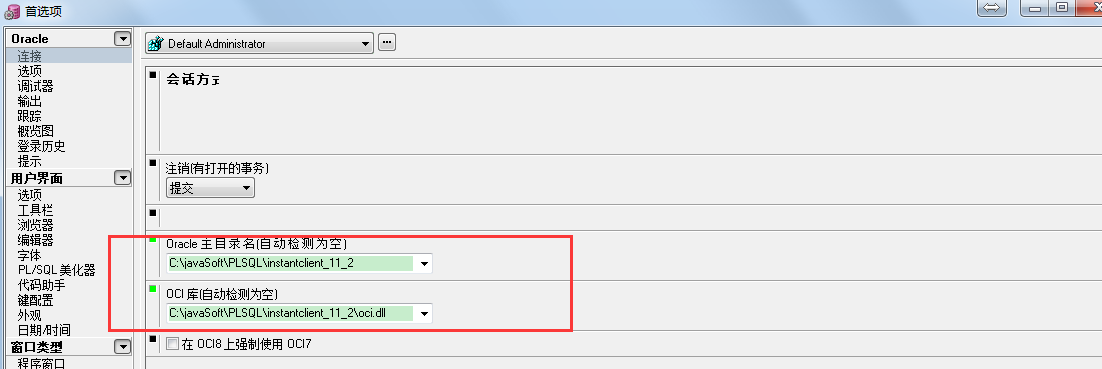 首选项
Oracle
连接
选项
调试器
输出
跟踪
概览图
登录历史
提示
用户界面
选项
工具栏
浏览器
编辑器
字体
PL/SQL 美化器
代码助手
键配置
外观
日期/时间
窗口类型
程序窗口
Default Administrator
会话方
注销(有打开的事务)
提交
Oracle 主目录名(自动检测为空)
C:\javaSoft\PLSQL\instantclient_11_2
OCI 库(自动检测为空)
C:\javaSoft\PLSQL\instantclient_11_2\oci.dll
在 OCI8 上强制使用 OCI7